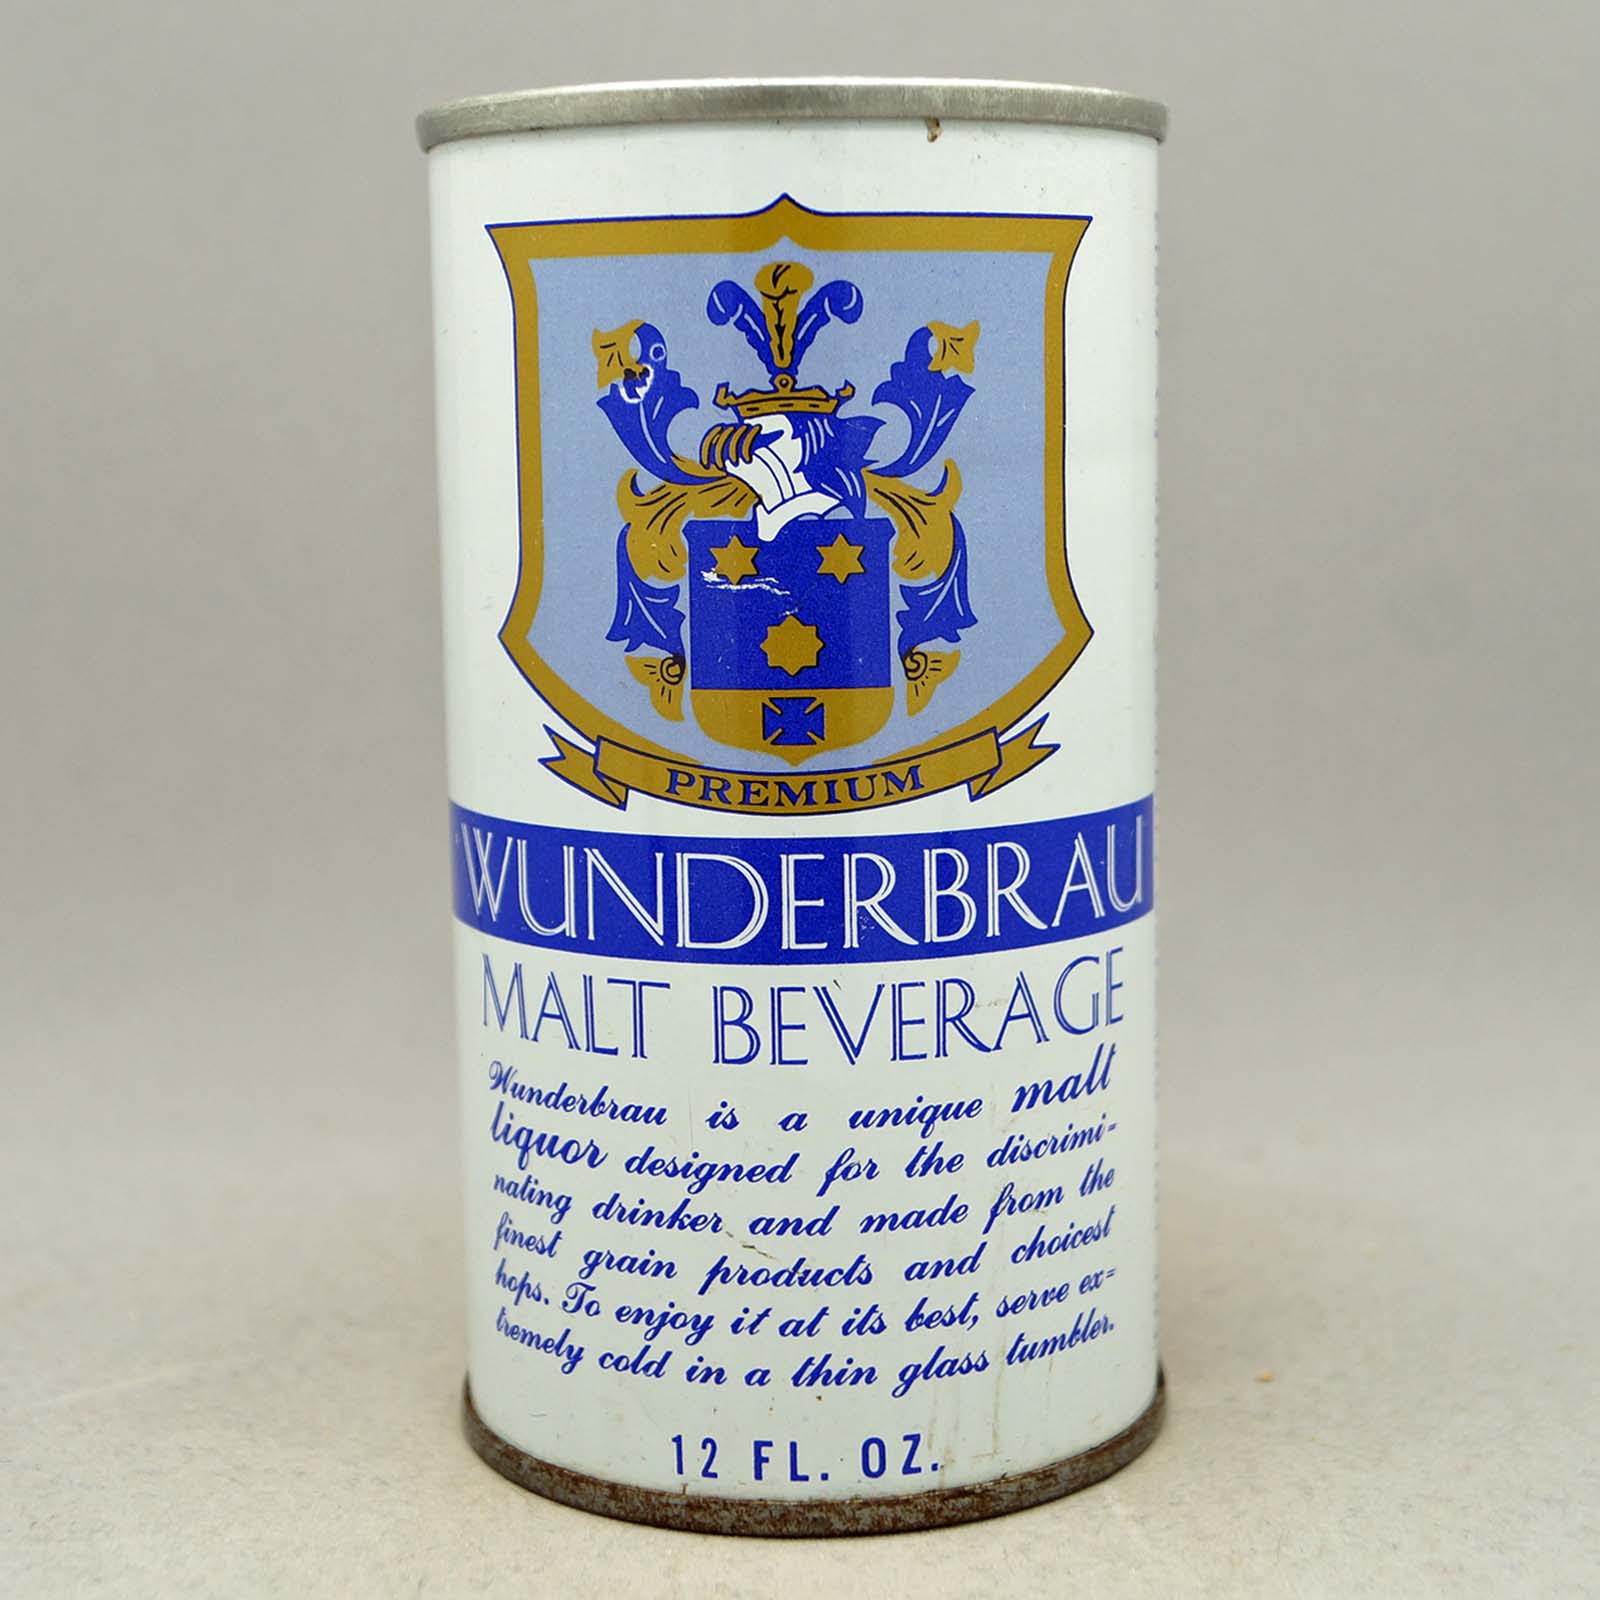 PREMIUM
WUNDERBRAU
MALT BEVERAGE
Wunderbrau is a unique malt
liquor designed for the discrimi-
nating drinker and made from the
finest grain products and choicest
hops. To enjoy it at its best, serve ex-
tremely cold in a thin glass tumbler.
12 FL. OZ.